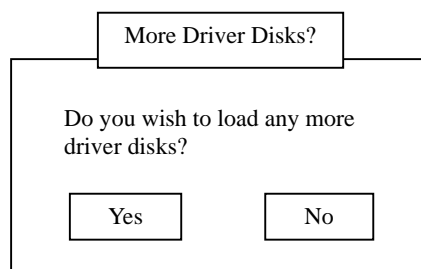 More Driver Disks?
Do you wish to load any more
driver disks?
Yes
No